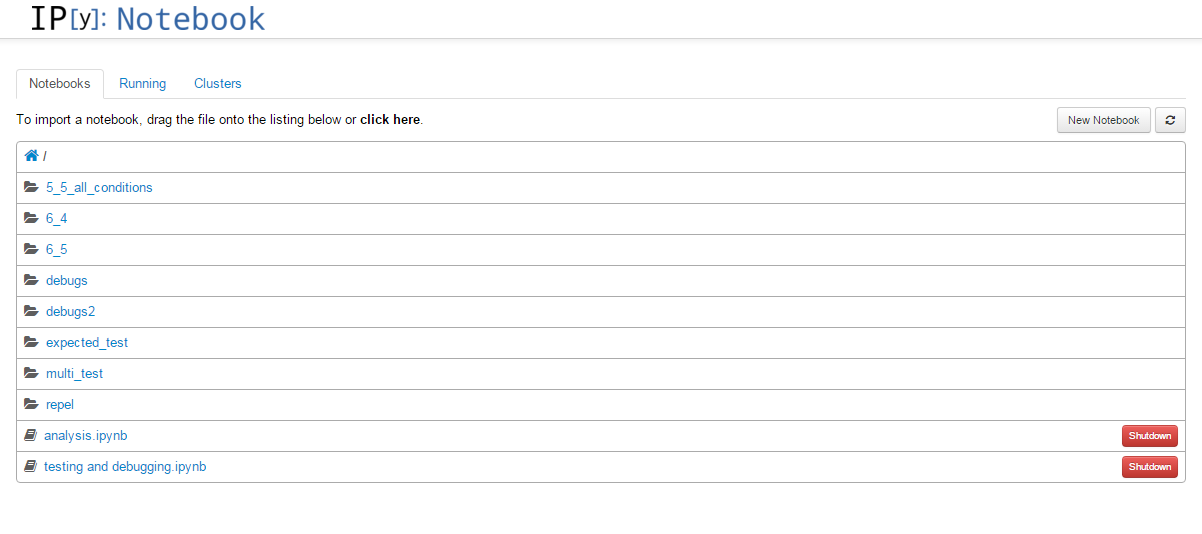 IP[y]: Notebook
Notebooks Running Clusters
To import a notebook, drag the file onto the listing below or click here. New Notebook
/
5_5_all_conditions
6_4
6_5
debugs
debugs2
expected_test
multi_test
repel
analysis.ipynb Shutdown
testing and debugging.ipynb Shutdown